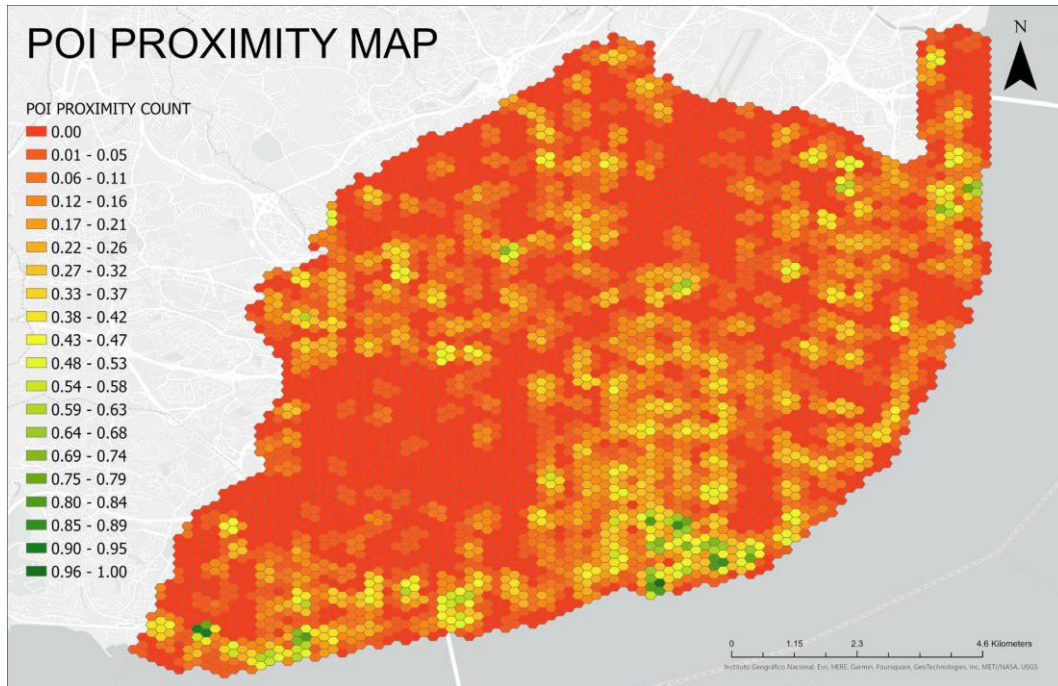 POI PROXIMITY MAP
N
POI PROXIMITY COUNT
0.00
0.01 - 0.05
0.06 - 0.11
0.12 - 0.16
0.17 - 0.21
0.22 - 0.26
0.27 - 0.32
0.33 - 0.37
0.38 - 0.42
0.43 - 0.47
0.48 - 0.53
0.54 - 0.58
0.59 - 0.63
0.64 - 0.68
0.69 - 0.74
0.75 - 0.79
0.80 - 0.84
0.85 - 0.89
0.90 - 0.95
0.96 - 1.00
0 1.15 2.3 4.6 Kilometers
Instituto Geográfico Nacional, Esri, HERE, Garmin, Foursquare, GeoTechnologies, Inc, METI/NASA, USGS